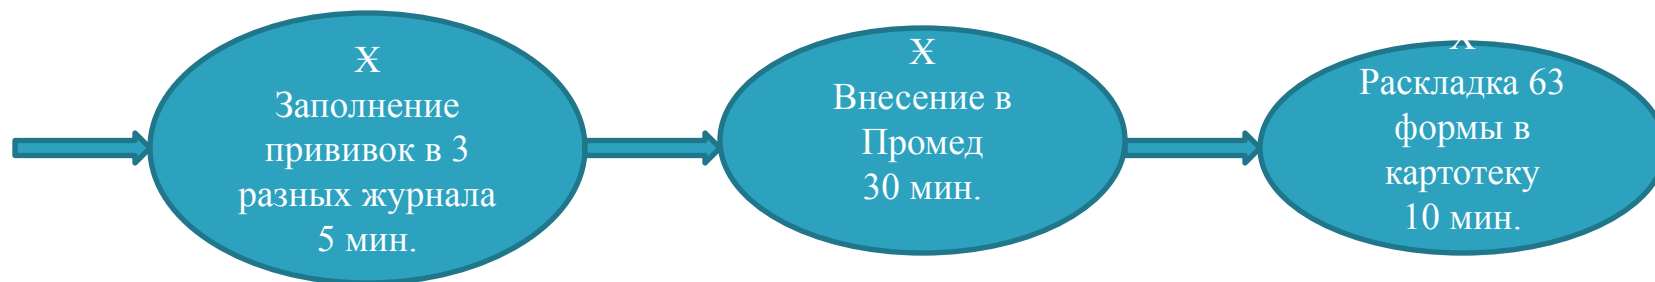 Ӿ
Заполнение
прививок в 3
разных журнала
5 мин.
Ӿ
Внесение в
Промед
30 мин.
Раскладка 63
формы в
картотеку
10 мин.